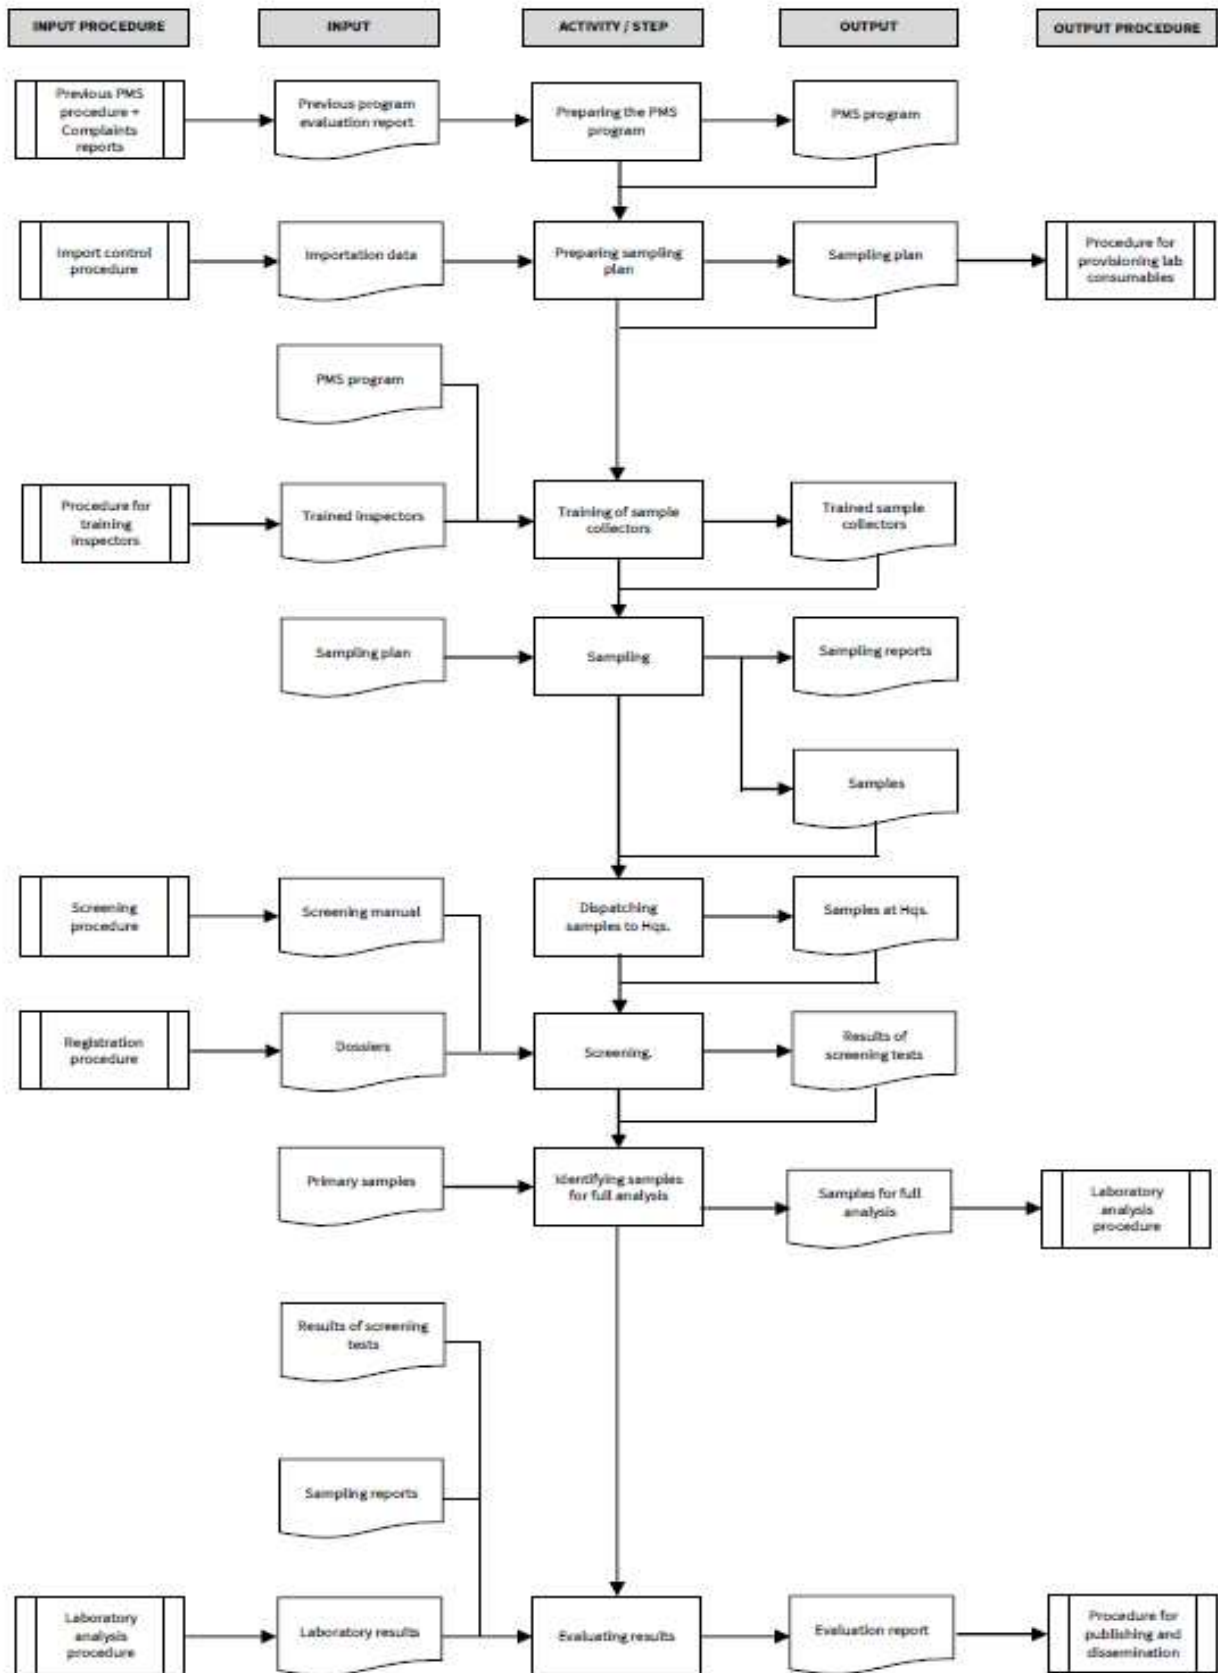 INPUT PROCEDURE
INPUT
ACTIVITY / STEP
OUTPUT
OUTPUT PROCEDURE
Previous PMS
procedure +
Complaints
reports
Previous program
evaluation report
Preparing the PMS
program
PMS program
Import control
procedure
Importation data
Preparing sampling
plan
Sampling plan
Procedure for
provisioning lab
consumables
PMS program
Procedure for
training
inspectors
Trained inspectors
Training of sample
collectors
Trained sample
collectors
Sampling plan
Sampling
Sampling reports
Samples
Screening
procedure
Screening manual
Dispatching
samples to Hqs.
Samples at Hqs.
Registration
procedure
Dossiers
Screening.
Results of
screening tests
Primary samples
Identifying samples
for full analysis
Samples for full
analysis
Laboratory
analysis
procedure
Results of screening
tests
Sampling reports
Laboratory
analysis
procedure
Laboratory results
Evaluating results
Evaluation report
Procedure for
publishing and
dissemination